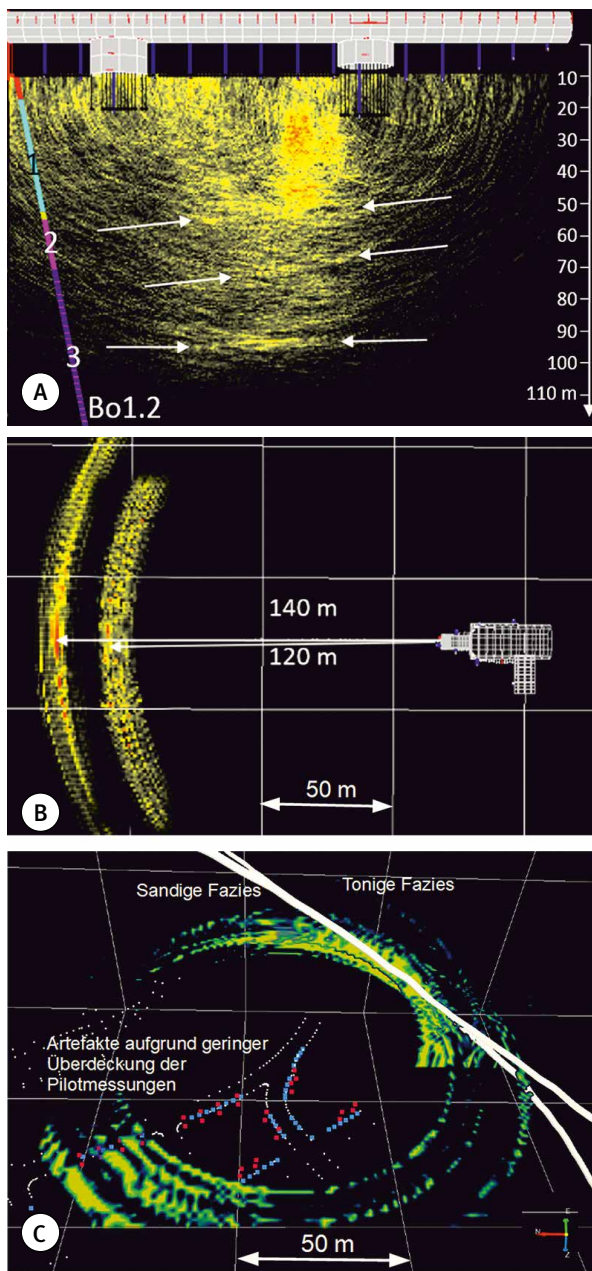 10
20
30
40
50
60
70
80
90
100
110 m
1
2
3
Bo1.2
A
140 m
120 m
50 m
B
Sandige Fazies
Tonige Fazies
Artefakte aufgrund geringer
Überdeckung der
Pilotmessungen
50 m
E
N
Z
C